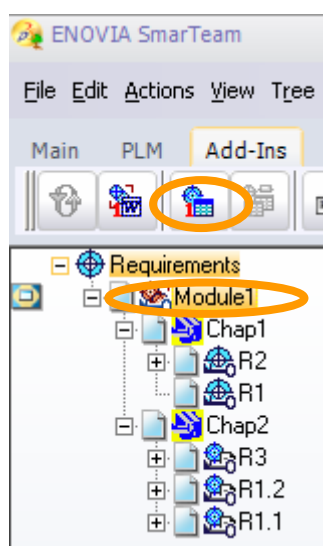 ENOVIA SmarTeam
File Edit Actions View Tree
Main PLM Add-Ins
Requirements
Module1
Chap1
R2
R1
Chap2
R3
R1.2
R1.1